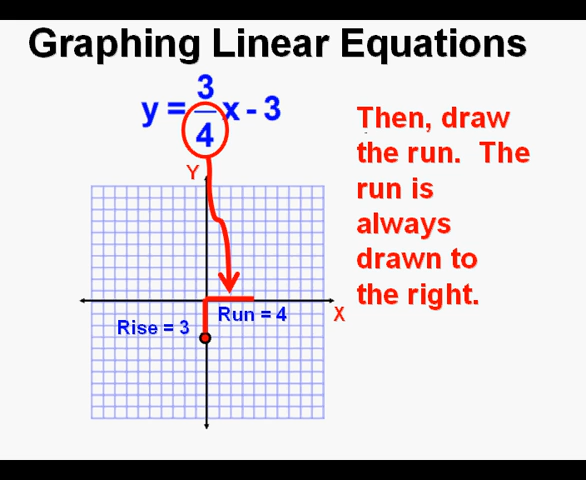 Graphing Linear Equations
y = 3/4 x - 3
Then, draw
the run. The
run is
always
drawn to
the right.
Y
X
Run = 4
Rise = 3